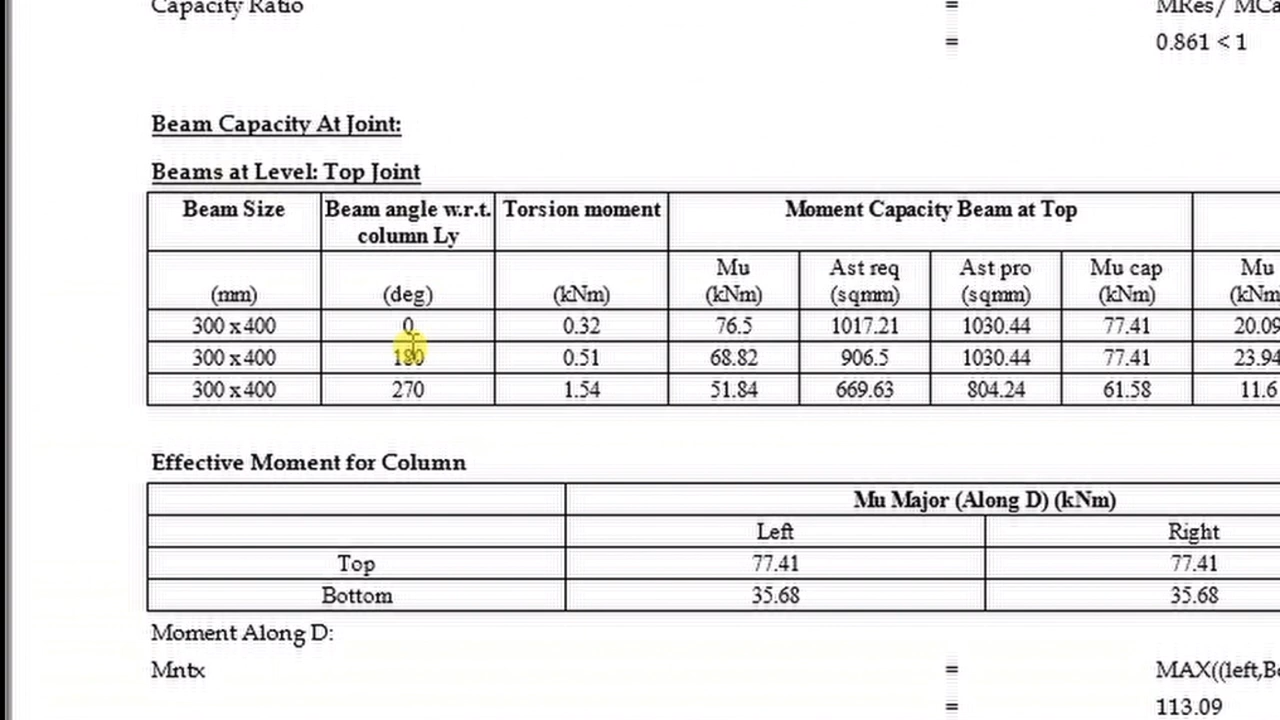 Capacity Ratio = MRes/ MCa
= 0.861 < 1
Beam Capacity At Joint:
Beams at Level: Top Joint
Beam Size Beam angle w.r.t. Torsion moment Moment Capacity Beam at Top
column Ly
Mu Ast req Ast pro Mu cap Mu
(mm) (deg) (kNm) (kNm) (sqmm) (sqmm) (kNm) (kNm
300 x 400 0 0.32 76.5 1017.21 1030.44 77.41 20.09
300 x 400 180 0.51 68.82 906.5 1030.44 77.41 23.94
300 x 400 270 1.54 51.84 669.63 804.24 61.58 11.6
Effective Moment for Column
Mu Major (Along D) (kNm)
Left Right
Top 77.41 77.41
Bottom 35.68 35.68
Moment Along D:
Mntx = MAX((left,Bo
= 113.09